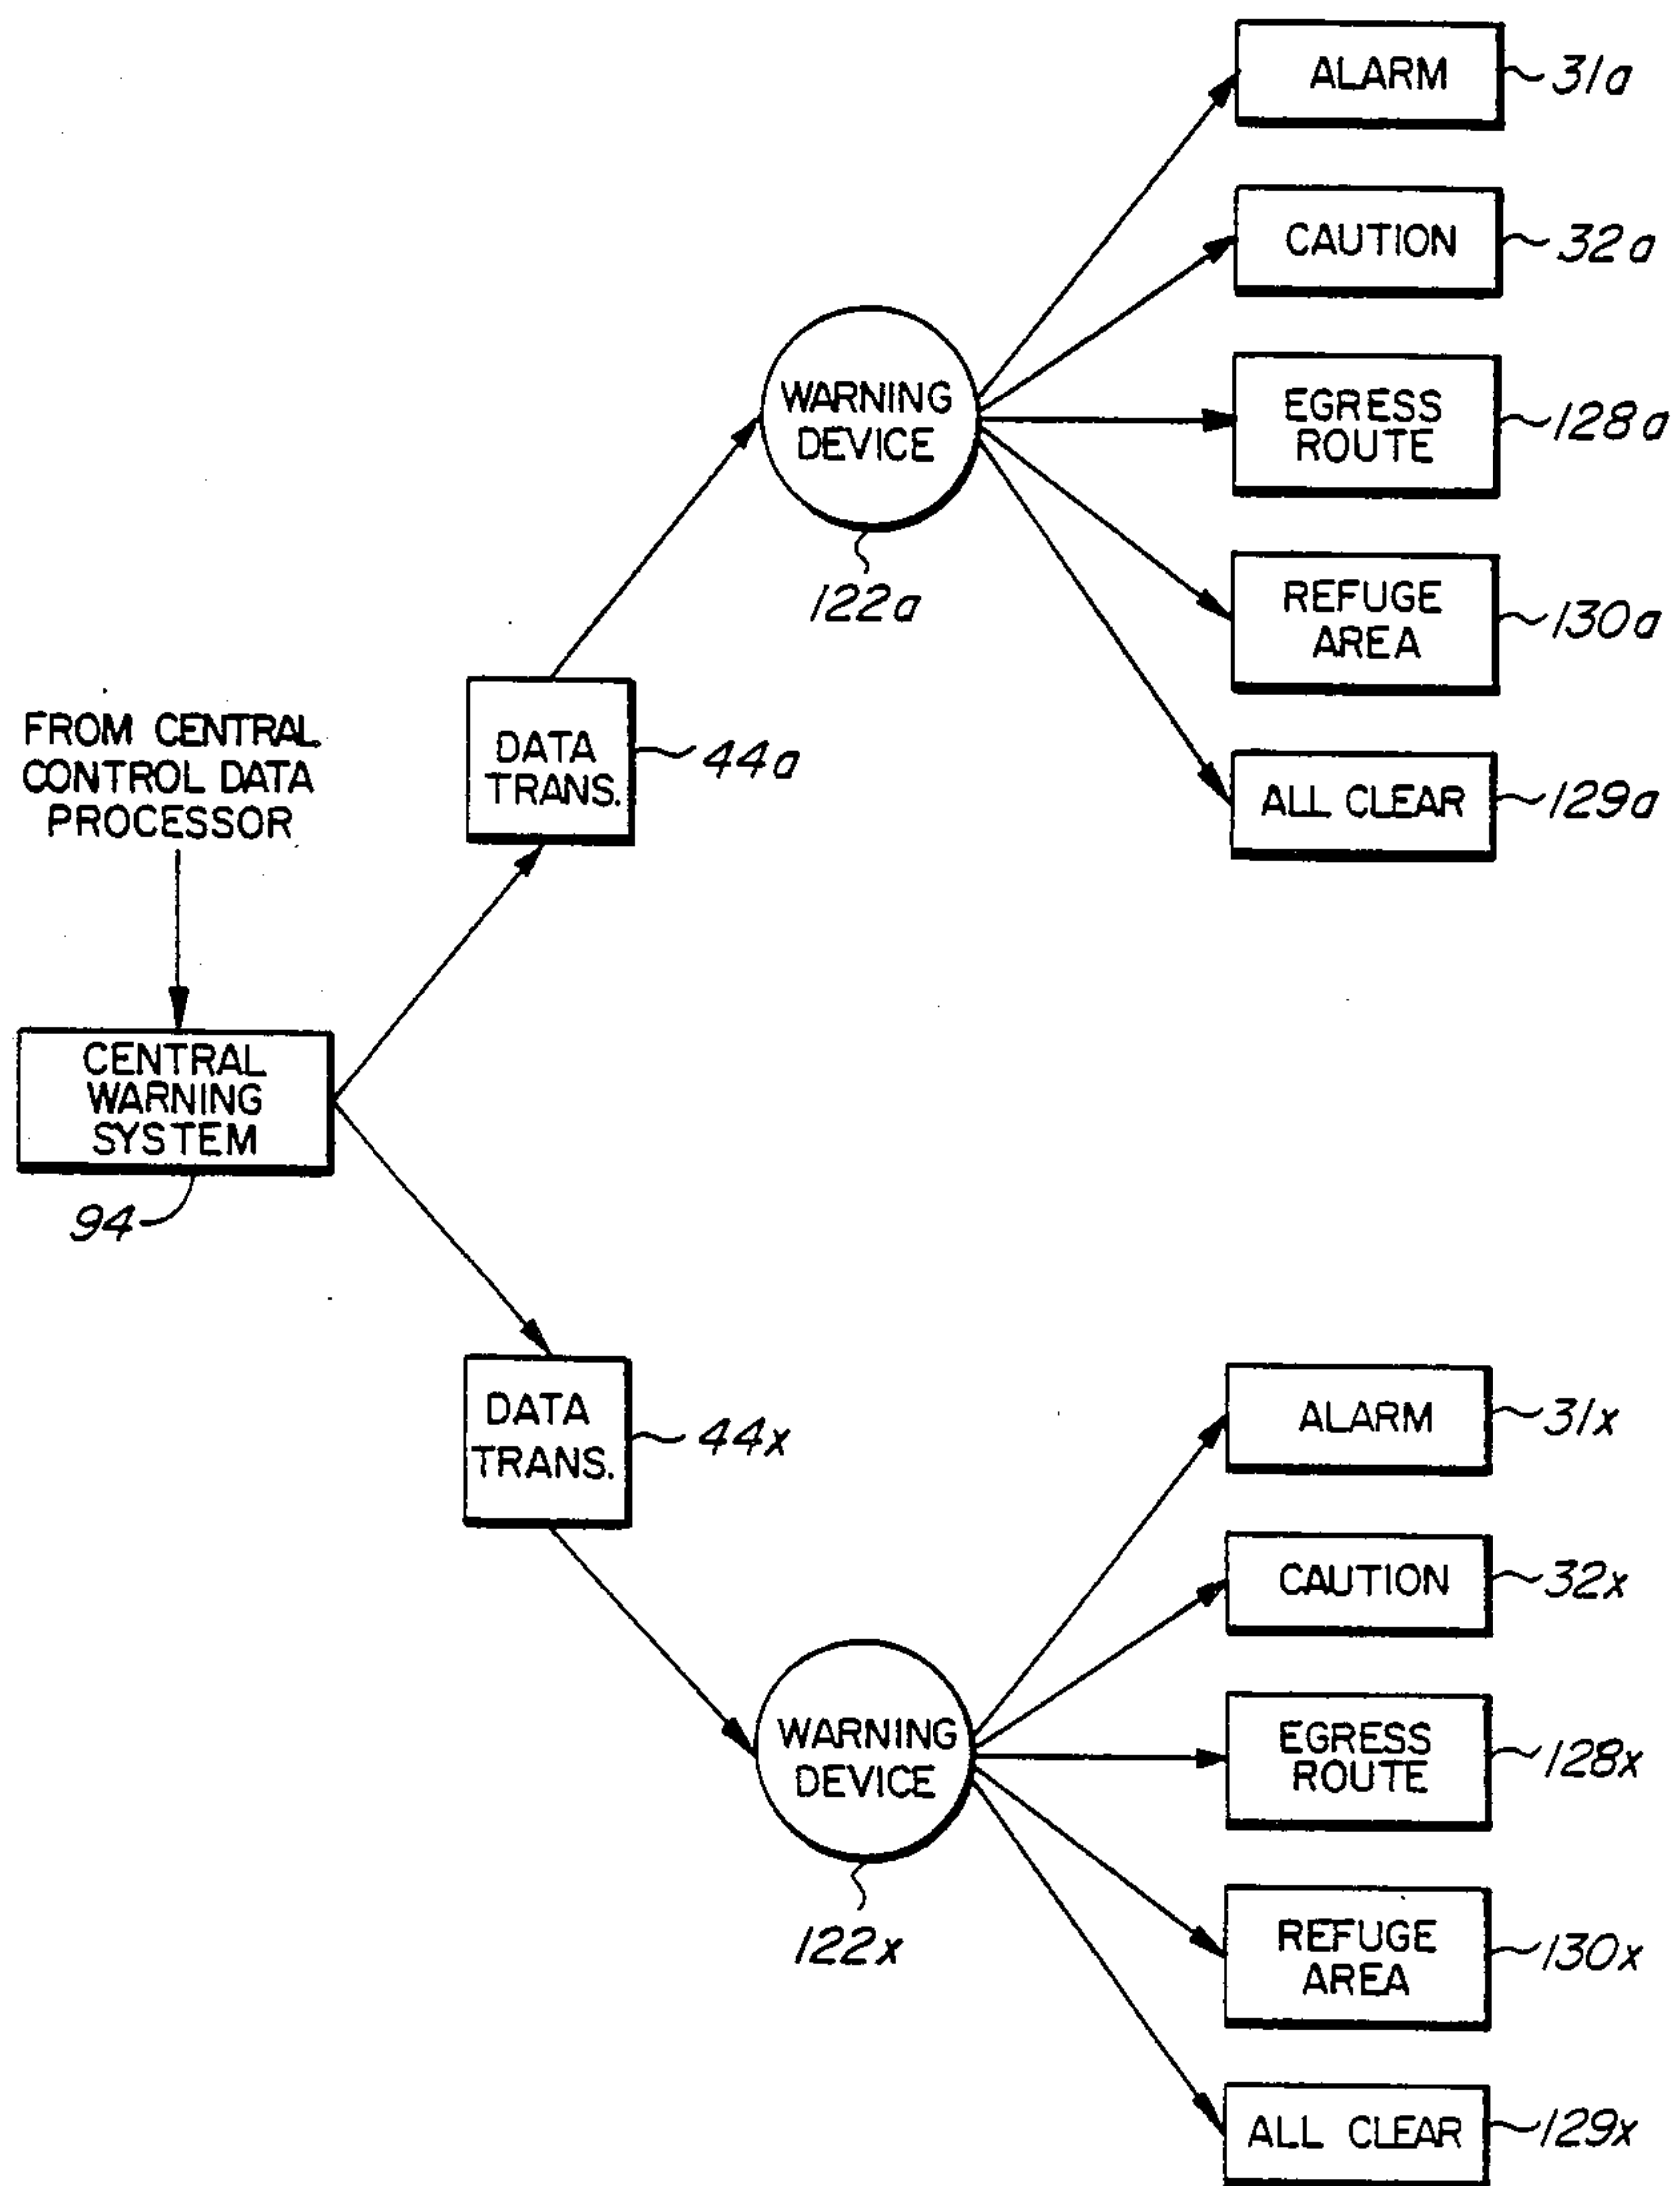 ALARM
31a
CAUTION
32a
WARNING
DEVICE
122a
EGRESS
ROUTE
128a
REFUGE
AREA
130a
ALL CLEAR
129a
DATA
TRANS.
44a
FROM CENTRAL
CONTROL DATA
PROCESSOR
CENTRAL
WARNING
SYSTEM
94
DATA
TRANS.
44x
WARNING
DEVICE
122x
ALARM
31x
CAUTION
32x
EGRESS
ROUTE
128x
REFUGE
AREA
130x
ALL CLEAR
129x